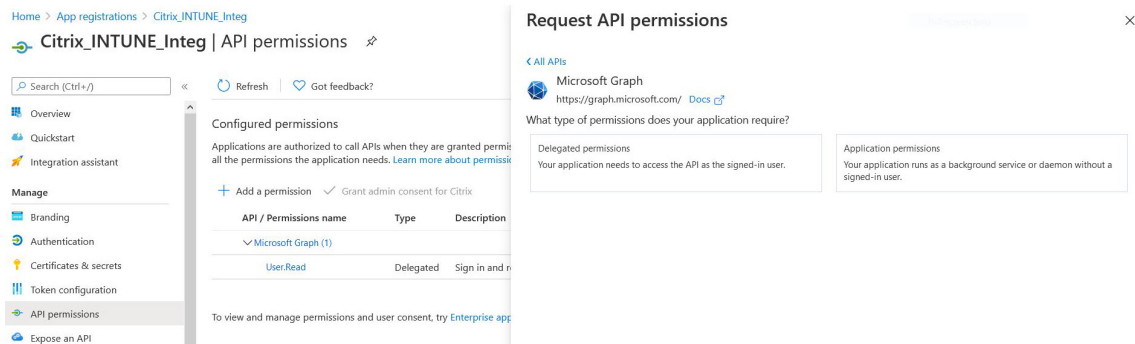 Home > App registrations > Citrix_INTUNE_Integ
Citrix_INTUNE_Integ | API permissions
Search (Ctrl+/)
«
Overview
Quickstart
Integration assistant
Manage
Branding
Authentication
Certificates & secrets
Token configuration
API permissions
Expose an API
Refresh
Got feedback?
Configured permissions
Applications are authorized to call APIs when they are granted permis
all the permissions the application needs. Learn more about permissio
Add a permission Grant admin consent for Citrix
API / Permissions name Type Description
Microsoft Graph (1)
User.Read Delegated Sign in and r
To view and manage permissions and user consent, try Enterprise app
Request API permissions
All APIs
Microsoft Graph
https://graph.microsoft.com/ Docs
What type of permissions does your application require?
Delegated permissions
Your application needs to access the API as the signed-in user.
Application permissions
Your application runs as a background service or daemon without a
signed-in user.